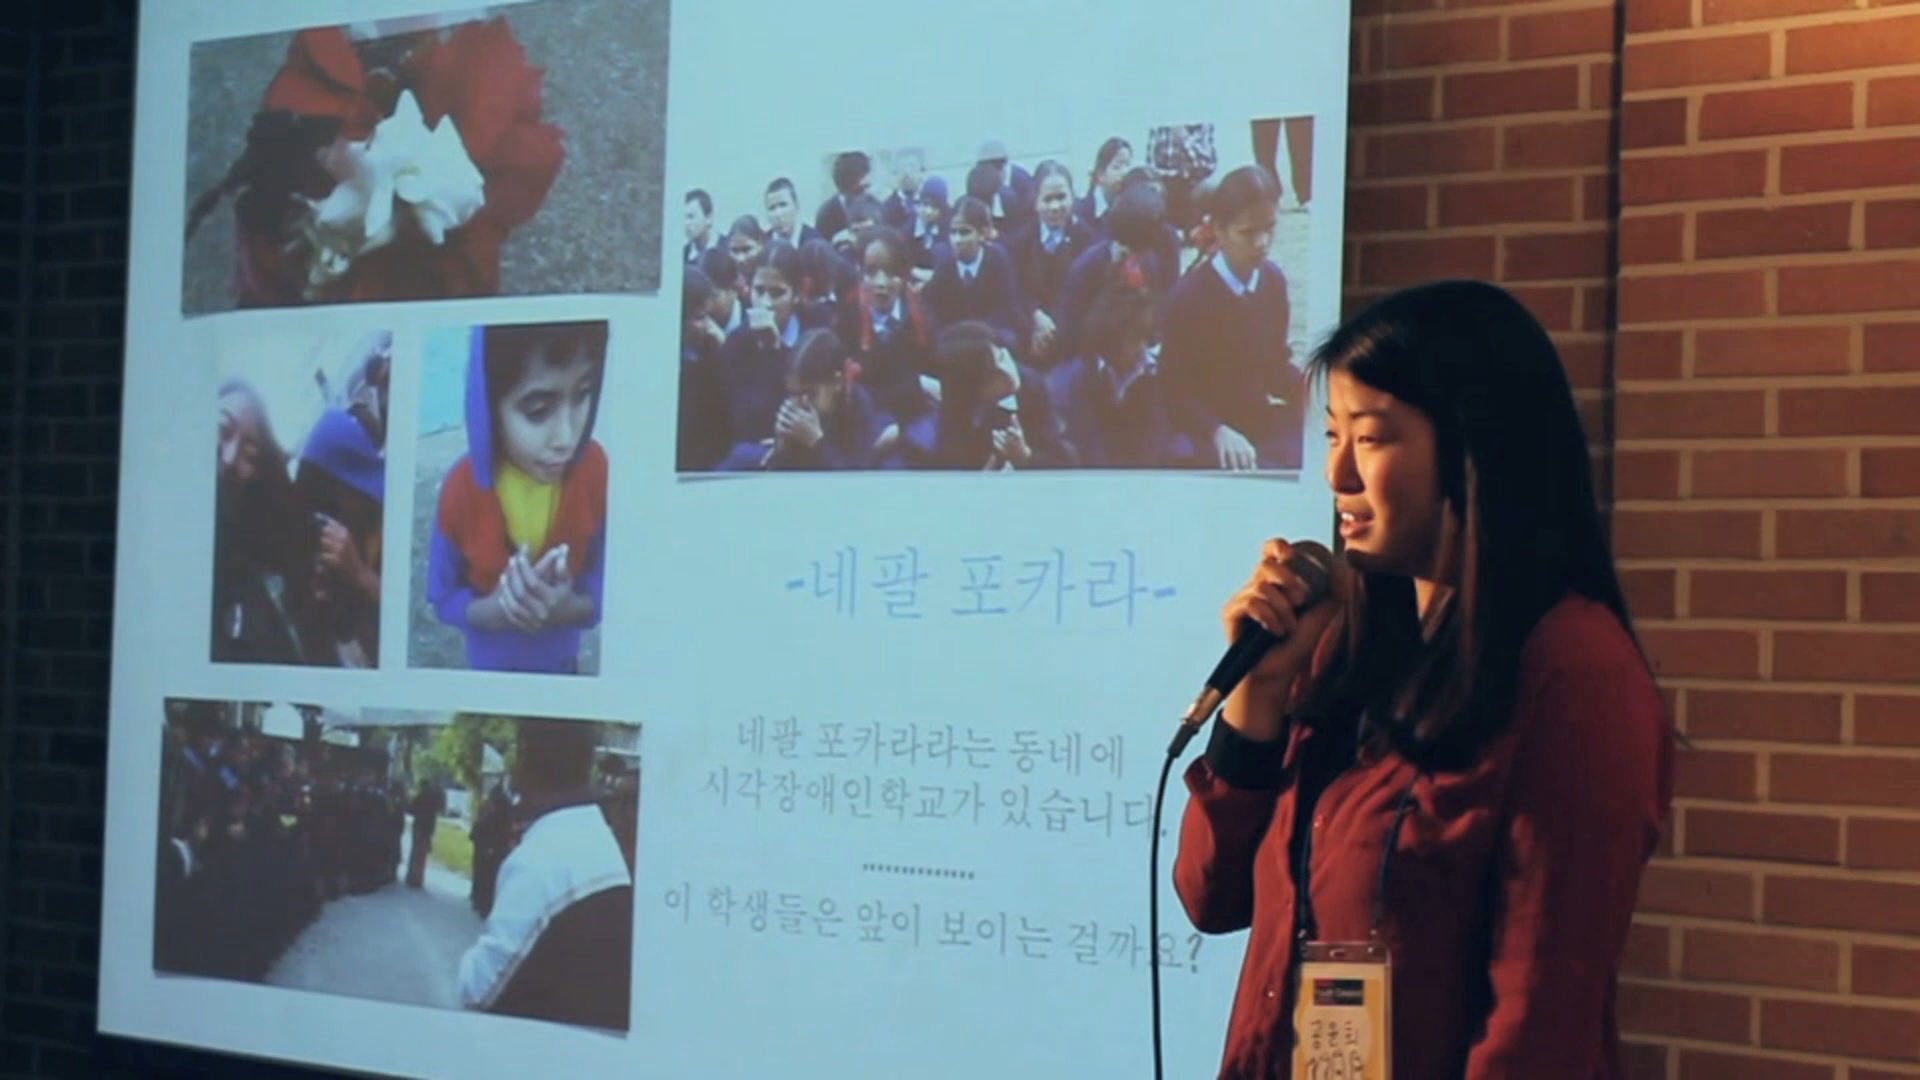 -네팔 포카라-
네팔 포카라라는 동네에
시각장애인학교가 있습니다.
이 학생들은 앞이 보이는 걸까요?